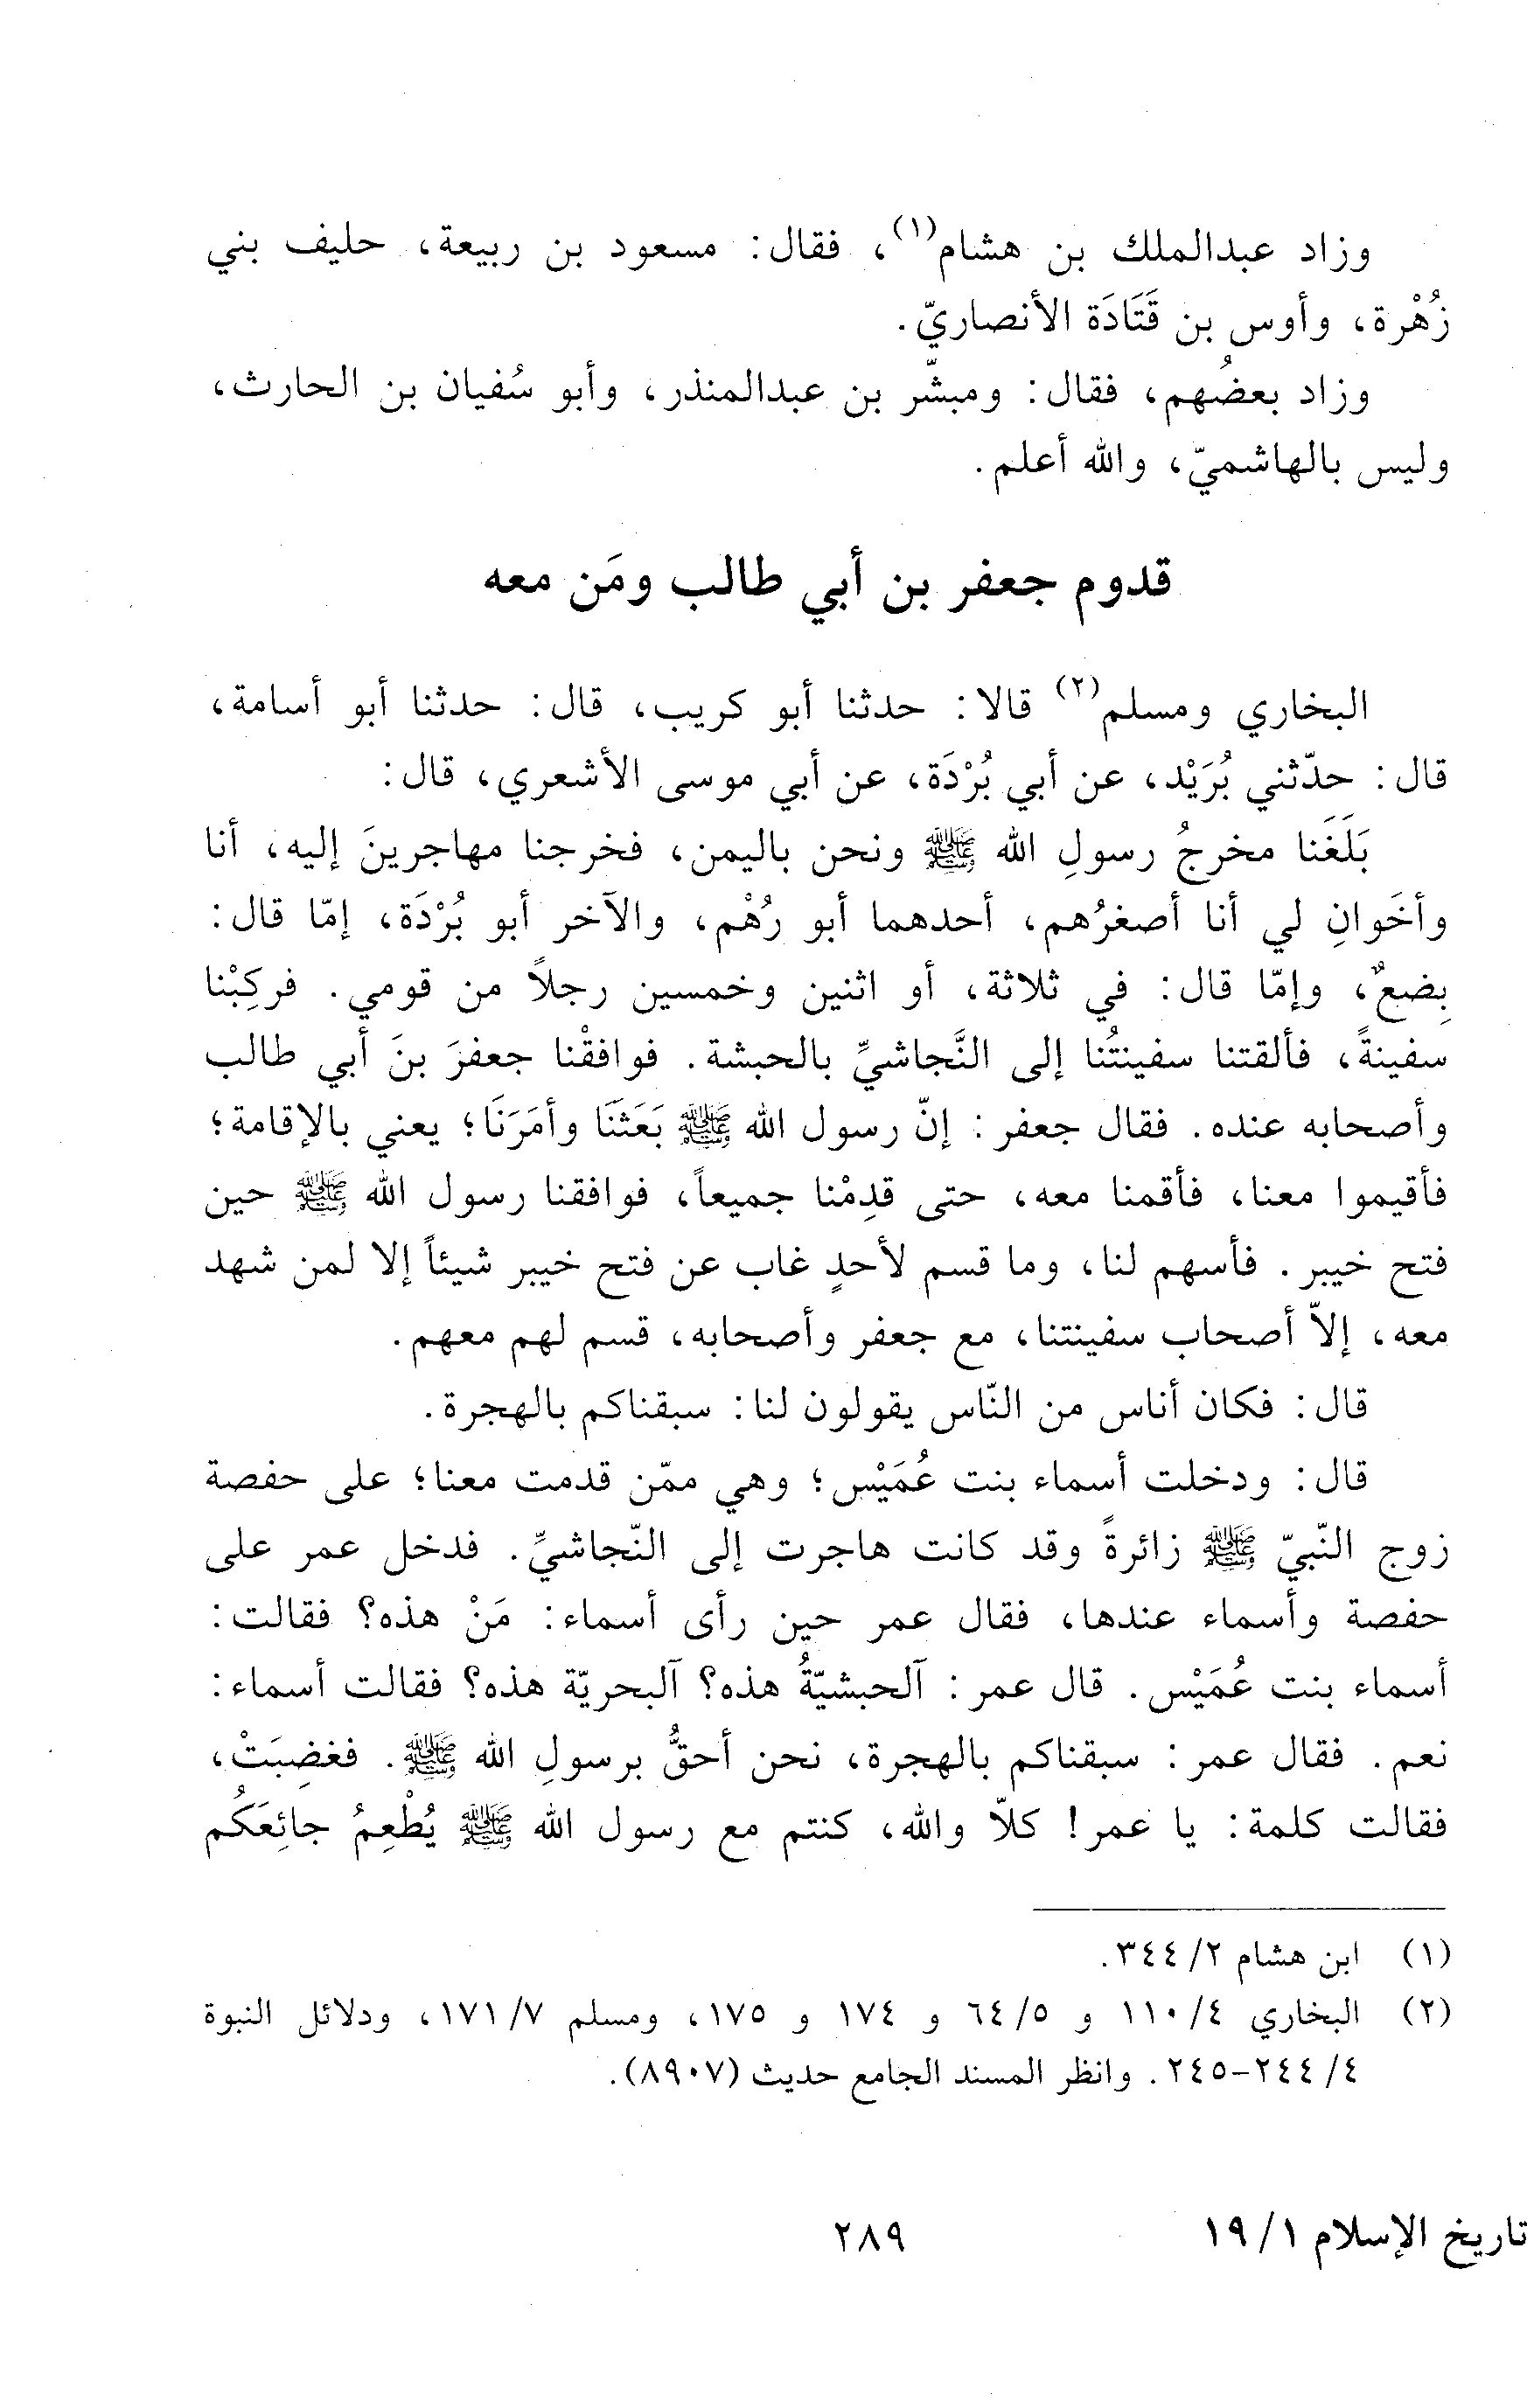 وزاد عبدالملك بن هشام(١)، فقال: مسعود بن ربيعة، حليف بني
زُهْرة، وأوس بن قَتَادَة الأنصاريّ.
وزاد بعضُهم، فقال: ومبشّر بن عبدالمنذر، وأبو سُفيان بن الحارث،
وليس بالهاشميّ، والله أعلم.
قدوم جعفر بن أبي طالب ومَن معه
البخاري ومسلم(٢) قالا: حدثنا أبو كريب، قال: حدثنا أبو أسامة،
قال: حدّثني بُرَيْد، عن أبي بُرْدَة، عن أبي موسى الأشعري، قال:
بَلَغَنا مخرجُ رسولِ الله ﷺ ونحن باليمن، فخرجنا مهاجرينَ إليه، أنا
وأخَوانِ لي أنا أصغرُهم، أحدهما أبو رُهْم، والآخر أبو بُرْدَة، إمّا قال:
بِضعٌ، وإمّا قال: في ثلاثة، أو اثنين وخمسين رجلاً من قومي. فركِبْنا
سفينةً، فألقتنا سفينتُنا إلى النَّجاشيِّ بالحبشة. فوافقْنا جعفرَ بنَ أبي طالب
وأصحابه عنده. فقال جعفر: إنّ رسول الله ﷺ بَعَثَنَا وأمَرَنَا؛ يعني بالإقامة؛
فأقيموا معنا، فأقمنا معه، حتى قدِمْنا جميعاً، فوافقنا رسول الله ﷺ حين
فتح خيبر. فأسهم لنا، وما قسم لأحدٍ غاب عن فتح خيبر شيئاً إلا لمن شهد
معه، إلاّ أصحاب سفينتنا، مع جعفر وأصحابه، قسم لهم معهم.
قال: فكان أناس من النّاس يقولون لنا: سبقناكم بالهجرة.
قال: ودخلت أسماء بنت عُمَيْس؛ وهي ممّن قدمت معنا؛ على حفصة
زوج النّبيّ ﷺ زائرةً وقد كانت هاجرت إلى النّجاشيِّ. فدخل عمر على
حفصة وأسماء عندها، فقال عمر حين رأى أسماء: مَنْ هذه؟ فقالت:
أسماء بنت عُمَيْس. قال عمر: آلحبشيّةُ هذه؟ آلبحريّة هذه؟ فقالت أسماء:
نعم. فقال عمر: سبقناكم بالهجرة، نحن أحقُّ برسولِ الله ﷺ. فغضِبَتْ،
فقالت كلمة: يا عمر! كلاّ والله، كنتم مع رسول الله ﷺ يُطْعِمُ جائِعَكُم
(١) ابن هشام ٢/ ٣٤٤.
(٢) البخاري ٤/ ١١٠ و ٥/ ٦٤ و ١٧٤ و ١٧٥، ومسلم ٧/ ١٧١، ودلائل النبوة
٤/ ٢٤٤-٢٤٥. وانظر المسند الجامع حديث (٨٩٠٧).
تاريخ الإسلام ١/ ١٩ ٢٨٩